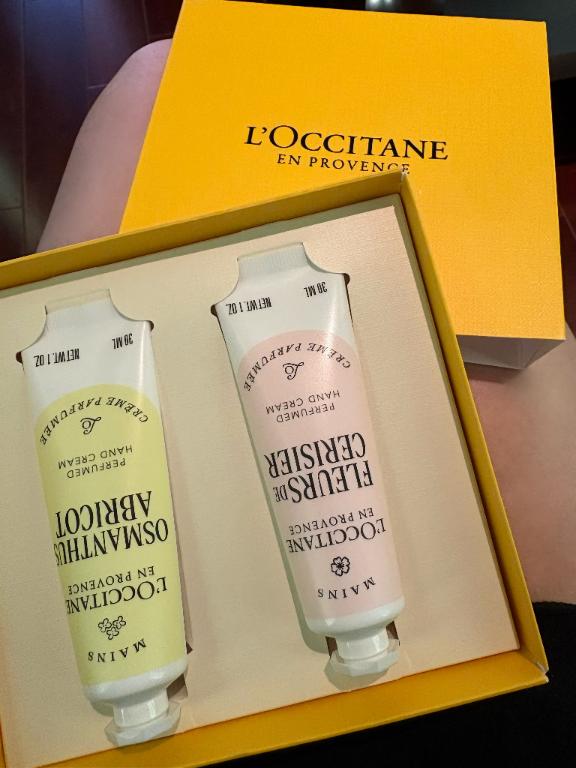 L'OCCITANE
EN PROVENCE
MAINS
L'OCCITANE
EN PROVENCE
OSMANTHUS
ABRICOT
PERFUMED
HAND CREAM
LO
CRÈME PARFUMÉE
30 ML NET WT. 1 OZ.
MAINS
L'OCCITANE
EN PROVENCE
FLEURS DE
CERISIER
PERFUMED
HAND CREAM
LO
CRÈME PARFUMÉE
30 ML NET WT. 1 OZ.